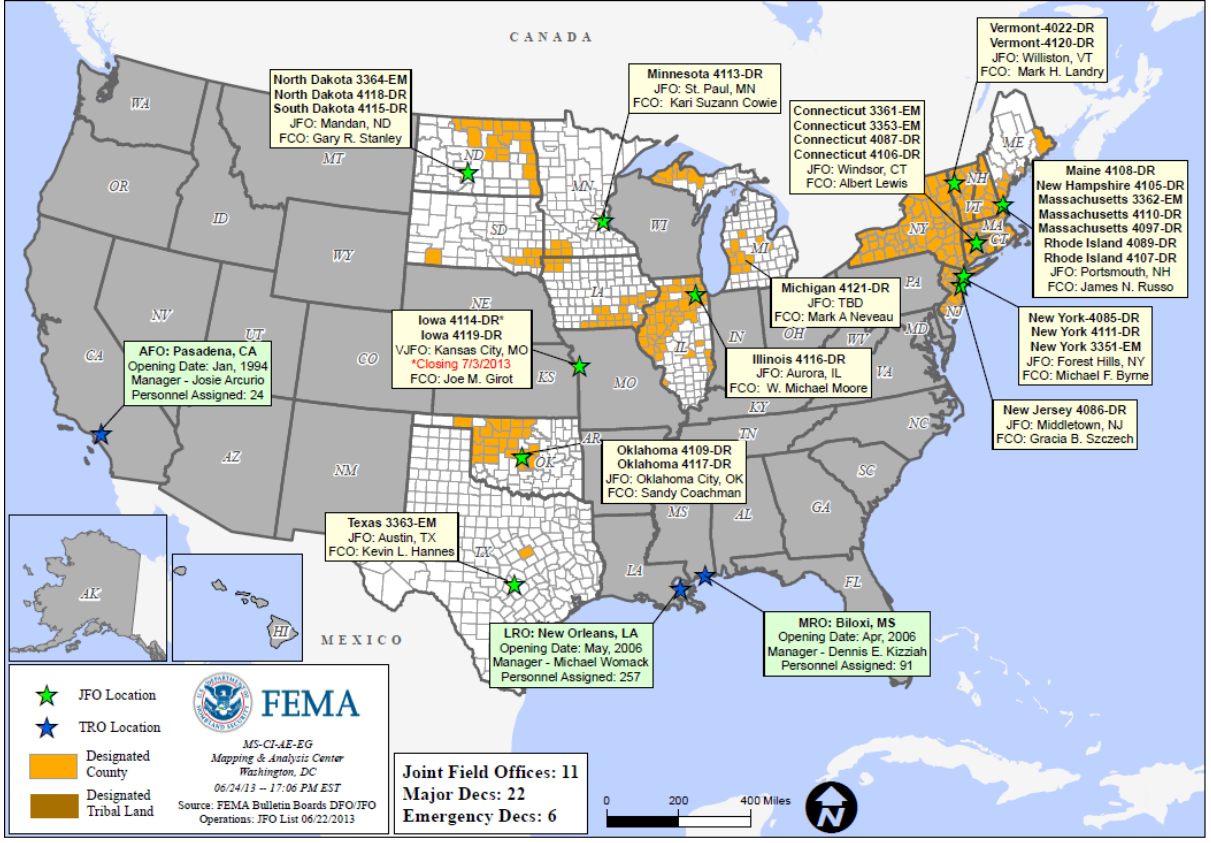 CANADA
Vermont-4022-DR
Vermont-4120-DR
JFO: Williston, VT
FCO: Mark H. Landry
North Dakota 3364-EM
North Dakota 4118-DR
South Dakota 4115-DR
JFO: Mandan, ND
FCO: Gary R. Stanley
Minnesota 4113-DR
JFO: St. Paul, MN
FCO: Kari Suzann Cowie
Connecticut 3361-EM
Connecticut 3353-EM
Connecticut 4087-DR
Connecticut 4106-DR
JFO: Windsor, CT
FCO: Albert Lewis
Maine 4108-DR
New Hampshire 4105-DR
Massachusetts 3362-EM
Massachusetts 4110-DR
Massachusetts 4097-DR
Rhode Island 4089-DR
Rhode Island 4107-DR
JFO: Portsmouth, NH
FCO: James N. Russo
WA
MT
ND
MN
ME
OR
ID
WY
SD
WI
MI
NY
NH
VT
MA
CT
NV
UT
CA
CO
NE
IA
IL
IN
OH
PA
NJ
MD
WV
VA
KS
MO
KY
AZ
NM
OK
AR
TN
NC
SC
TX
LA
MS
AL
GA
FL
AK
HI
Michigan 4121-DR
JFO: TBD
FCO: Mark A Neveau
Iowa 4114-DR*
Iowa 4119-DR
VJFO: Kansas City, MO
*Closing 7/3/2013
FCO: Joe M. Girot
Illinois 4116-DR
JFO: Aurora, IL
FCO: W. Michael Moore
New York-4085-DR
New York 4111-DR
New York 3351-EM
JFO: Forest Hills, NY
FCO: Michael F. Byrne
AFO: Pasadena, CA
Opening Date: Jan, 1994
Manager - Josie Arcurio
Personnel Assigned: 24
New Jersey 4086-DR
JFO: Middletown, NJ
FCO: Gracia B. Szczech
Oklahoma 4109-DR
Oklahoma 4117-DR
JFO: Oklahoma City, OK
FCO: Sandy Coachman
Texas 3363-EM
JFO: Austin, TX
FCO: Kevin L. Hannes
LRO: New Orleans, LA
Opening Date: May, 2006
Manager - Michael Womack
Personnel Assigned: 257
MRO: Biloxi, MS
Opening Date: Apr, 2006
Manager - Dennis E. Kizziah
Personnel Assigned: 91
MEXICO
JFO Location
TRO Location
Designated
County
Designated
Tribal Land
FEMA
MS-CI-AE-EG
Mapping & Analysis Center
Washington, DC
06/24/13 -- 17:06 PM EST
Source: FEMA Bulletin Boards DFO/JFO
Operations: JFO List 06/22/2013
Joint Field Offices: 11
Major Decs: 22
Emergency Decs: 6
0 200 400 Miles
N